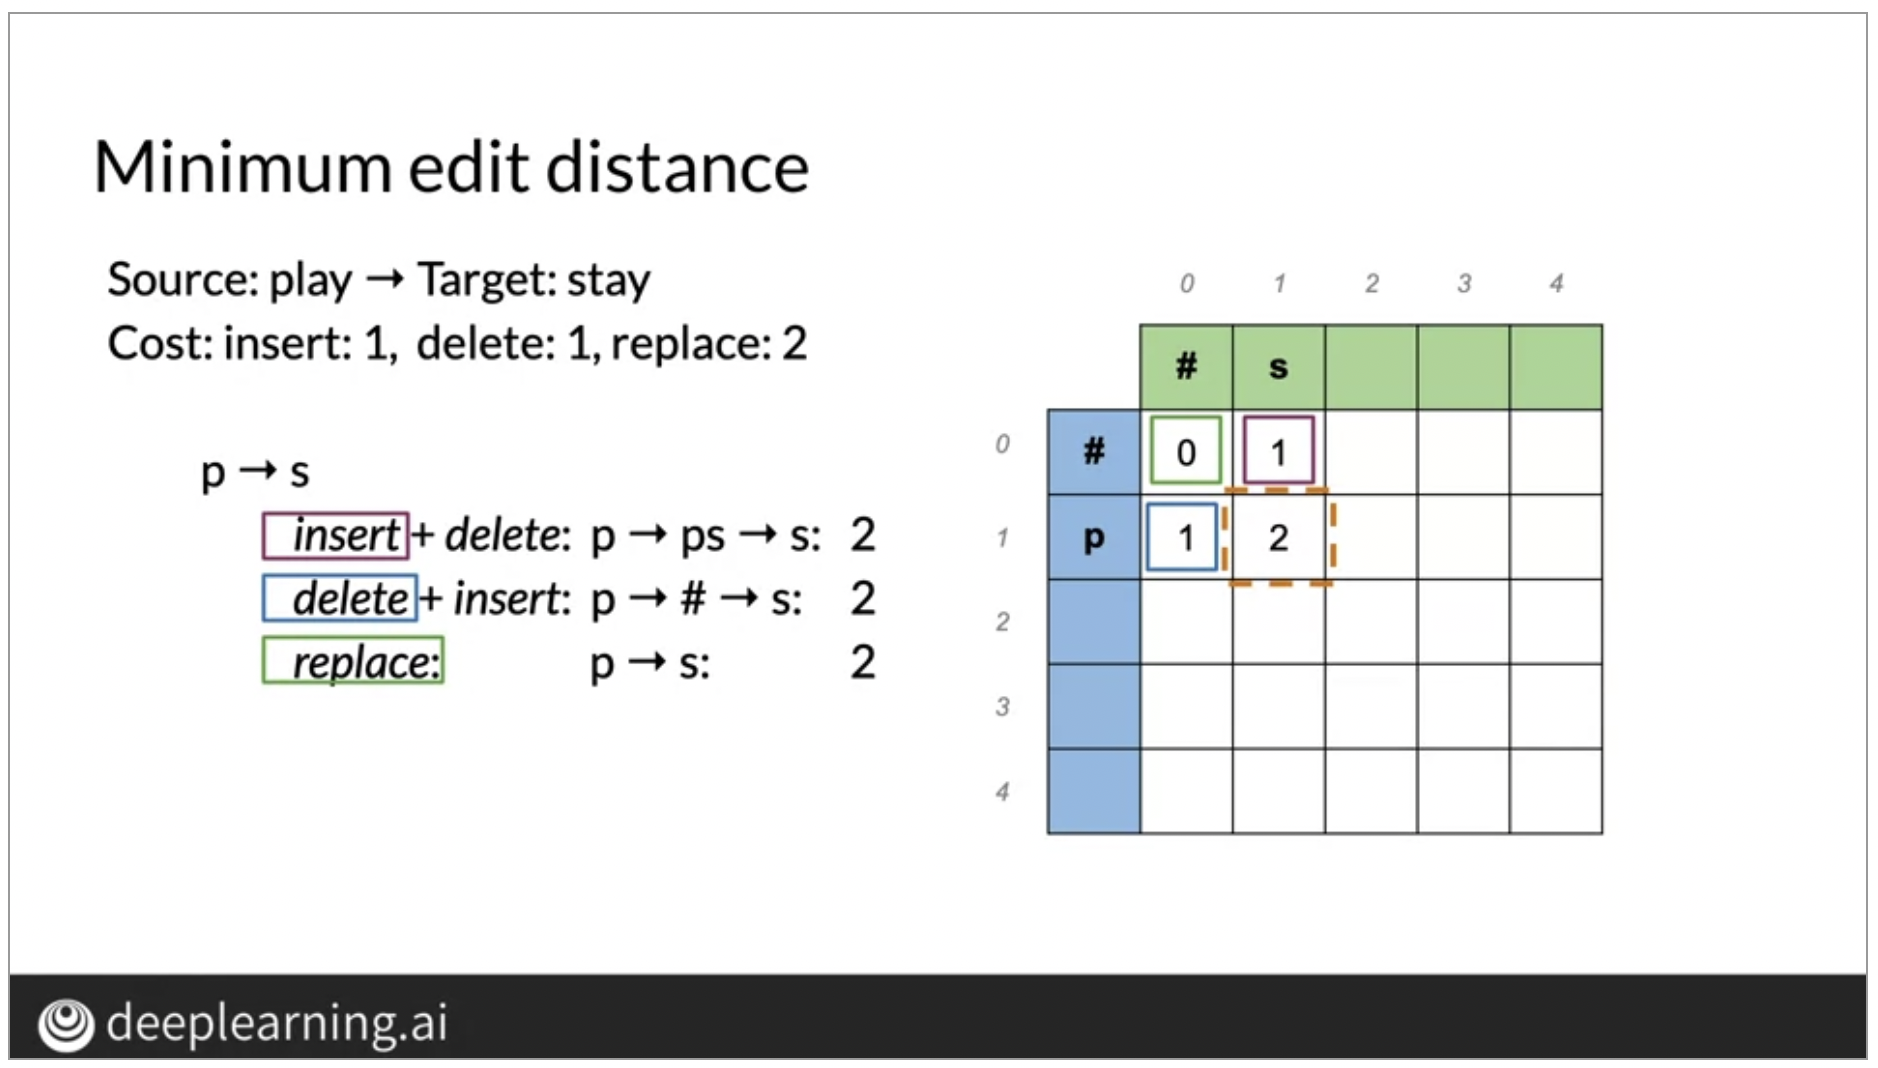 Minimum edit distance
Source: play → Target: stay
Cost: insert: 1, delete: 1, replace: 2
p → s
insert + delete: p → ps → s: 2
delete + insert: p → # → s: 2
replace: p → s: 2
0 1 2 3 4
# s
0 # 0 1
1 p 1 2
2
3
4
deeplearning.ai